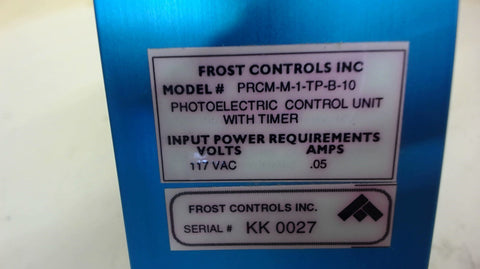 FROST CONTROLS INC
MODEL # PRCM-M-1-TP-B-10
PHOTOELECTRIC CONTROL UNIT
WITH TIMER
INPUT POWER REQUIREMENTS
VOLTS AMPS
117 VAC .05
FROST CONTROLS INC.
SERIAL # KK 0027